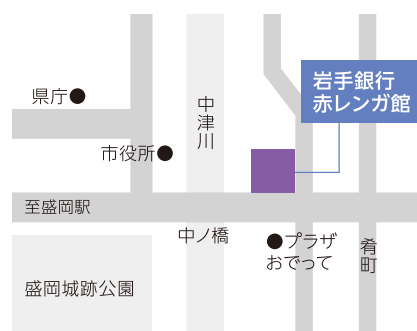 岩手銀行
赤レンガ館
県庁
中津川
市役所
至盛岡駅
中ノ橋
プラザ
おでって
肴町
盛岡城跡公園